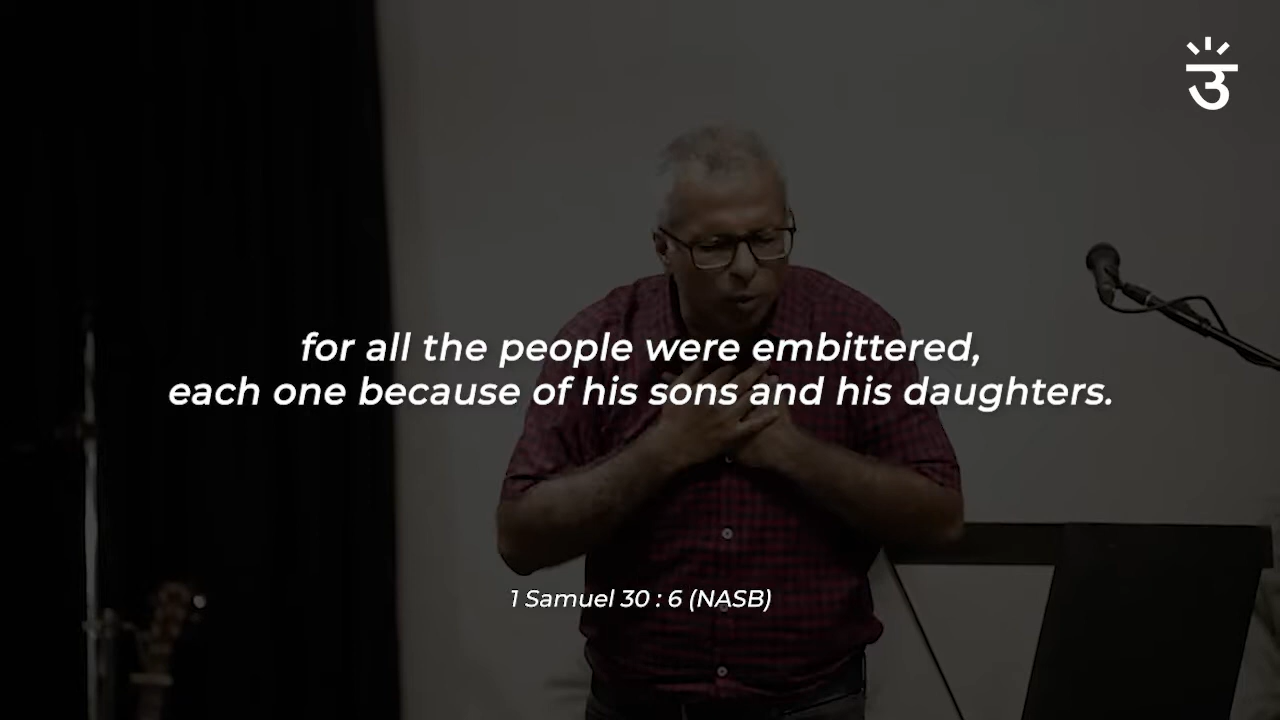 उ
for all the people were embittered,
each one because of his sons and his daughters.
1 Samuel 30 : 6 (NASB)